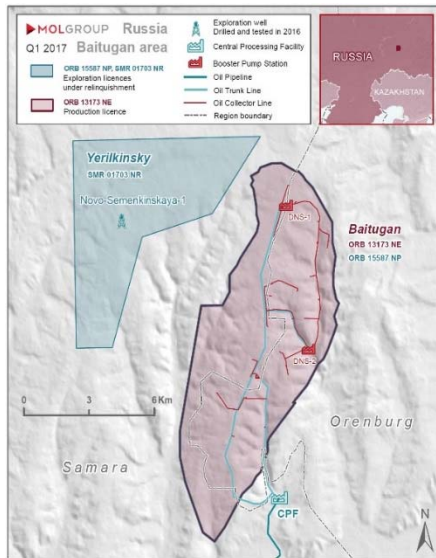 MOLGROUP Russia
Q1 2017 Baitugan area
ORB 15587 NP, SMR 01703 NR
Exploration licences
under relinquishment
ORB 13173 NE
Production licence
Exploration well
Drilled and tested in 2016
Central Processing Facility
Booster Pump Station
Oil Pipeline
Oil Trunk Line
Oil Collector Line
Region boundary
RUSSIA
KAZAKHSTAN
Yerilkinsky
SMR 01703 NR
Novo-Semenkinskaya-1
DNS-1
Baitugan
ORB 13173 NE
ORB 15587 NP
DNS-2
0 3 6 Km
Orenburg
Samara
CPF
N